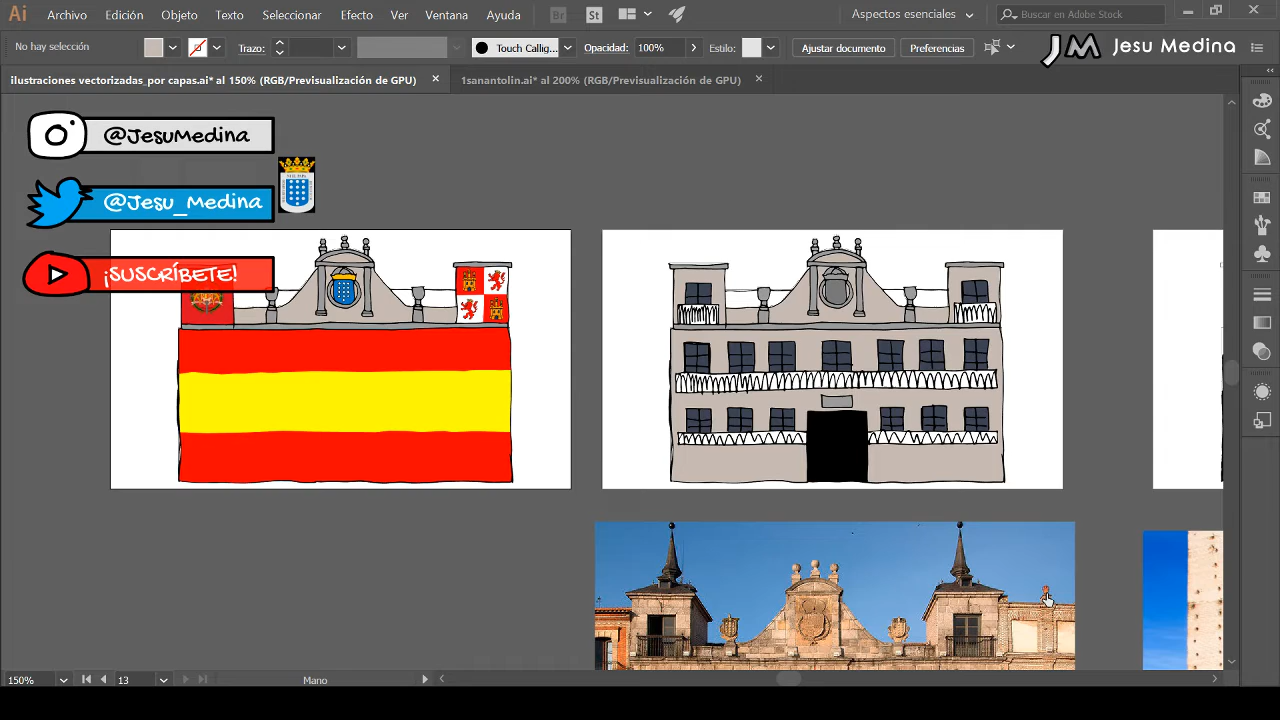 Ai Archivo Edición Objeto Texto Seleccionar Efecto Ver Ventana Ayuda Br St Aspectos esenciales Buscar en Adobe Stock
No hay selección Trazo: Touch Callig... Opacidad: 100% Estilo: Ajustar documento Preferencias JM Jesu Medina
ilustraciones vectorizadas_por capas.ai* al 150% (RGB/Previsualización de GPU) × 1sanantolin.ai* al 200% (RGB/Previsualización de GPU) ×
@JesuMedina
@Jesu_Medina
¡SUSCRÍBETE!
150% 13 Mano